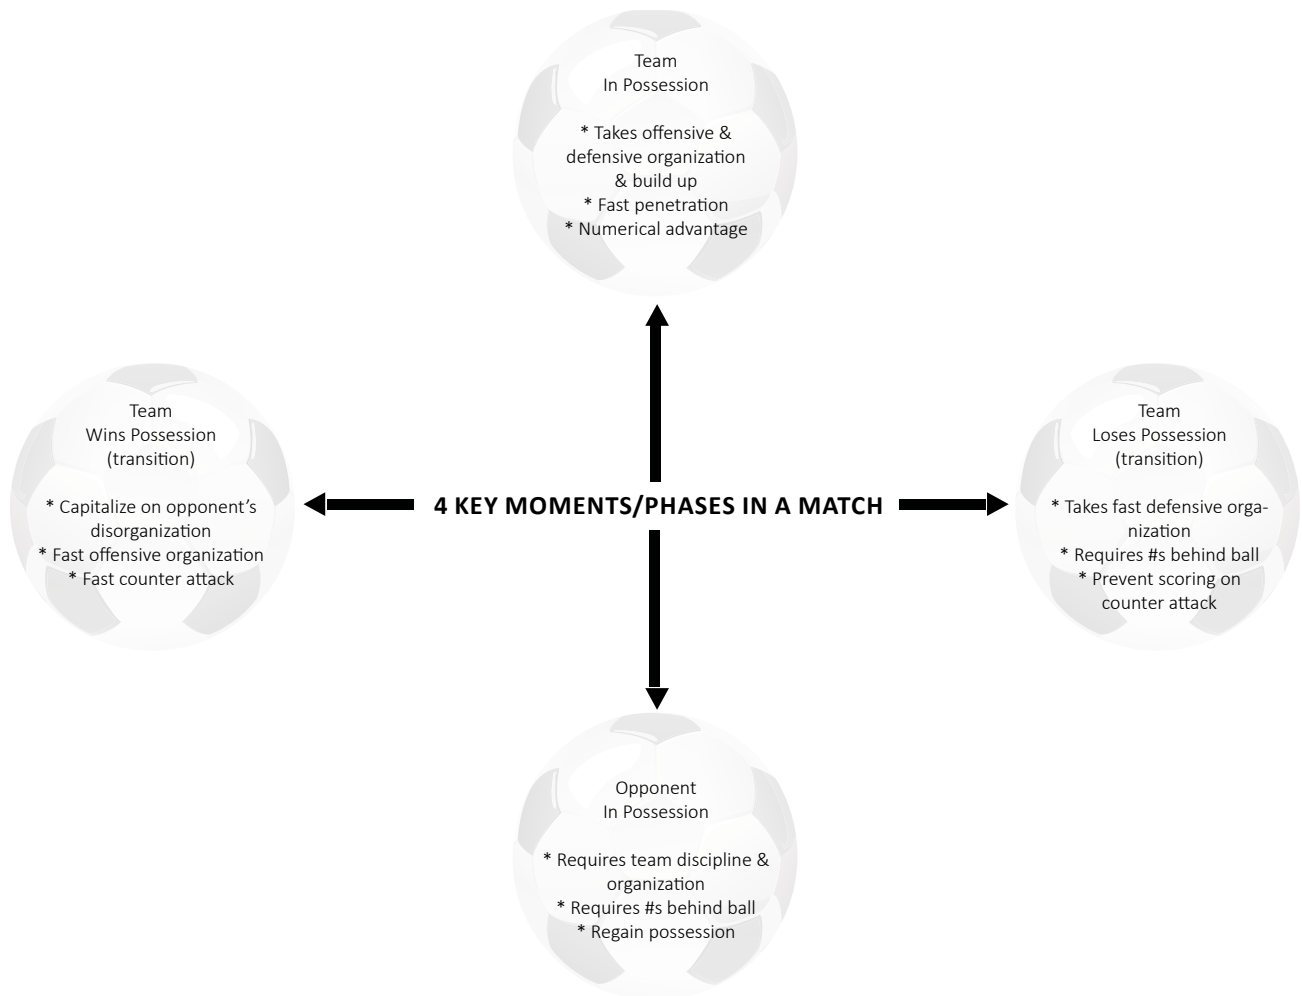 Team
In Possession
* Takes offensive &
defensive organization
& build up
* Fast penetration
* Numerical advantage
Team
Wins Possession
(transition)
* Capitalize on opponent’s
disorganization
* Fast offensive organization
* Fast counter attack
4 KEY MOMENTS/PHASES IN A MATCH
Team
Loses Possession
(transition)
* Takes fast defensive orga-
nization
* Requires #s behind ball
* Prevent scoring on
counter attack
Opponent
In Possession
* Requires team discipline &
organization
* Requires #s behind ball
* Regain possession